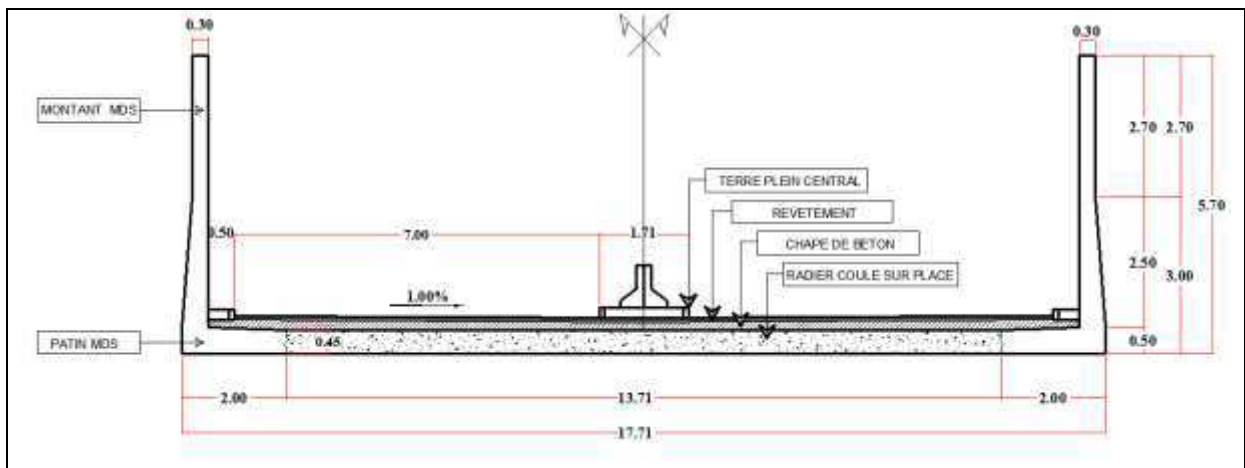 0.30
0.30
MONTANT MDS
2.70
2.70
TERRE PLEIN CENTRAL
5.70
REVETEMENT
0.50
7.00
1.71
CHAPE DE BETON
2.50
3.00
RADIER COULE SUR PLACE
1.00%
PATIN MDS
0.45
0.50
2.00
13.71
2.00
17.71